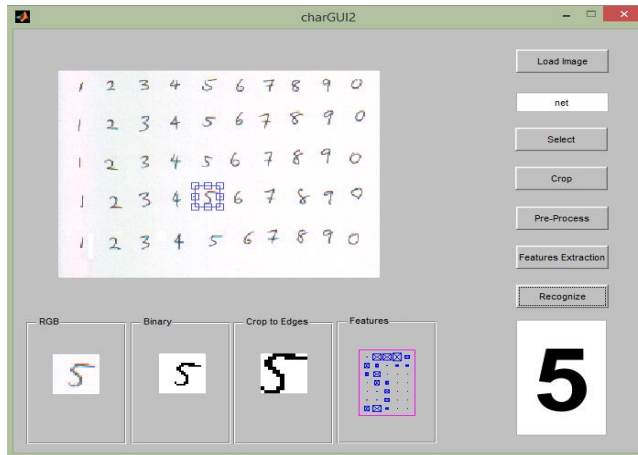 charGUI2
Load Image
net
Select
Crop
Pre-Process
Features Extraction
Recognize
1 2 3 4 5 6 7 8 9 0
1 2 3 4 5 6 7 8 9 0
1 2 3 4 5 6 7 8 9 0
1 2 3 4 5 6 7 8 9 0
1 2 3 4 5 6 7 8 9 0
RGB
5
Binary
5
Crop to Edges
5
Features
5